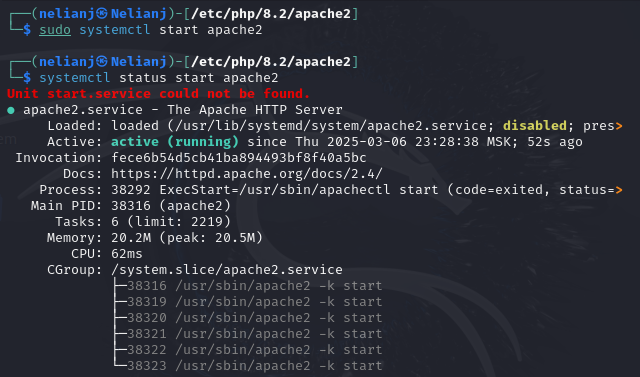 ┌──(nelianj㉿Nelianj)-[/etc/php/8.2/apache2]
└─$ sudo systemctl start apache2
┌──(nelianj㉿Nelianj)-[/etc/php/8.2/apache2]
└─$ systemctl status start apache2
Unit start.service could not be found.
● apache2.service - The Apache HTTP Server
Loaded: loaded (/usr/lib/systemd/system/apache2.service; disabled; pres>
Active: active (running) since Thu 2025-03-06 23:28:38 MSK; 52s ago
Invocation: fece6b54d5cb41ba894493bf8f40a5bc
Docs: https://httpd.apache.org/docs/2.4/
Process: 38292 ExecStart=/usr/sbin/apachectl start (code=exited, status=>
Main PID: 38316 (apache2)
Tasks: 6 (limit: 2219)
Memory: 20.2M (peak: 20.5M)
CPU: 62ms
CGroup: /system.slice/apache2.service
├─38316 /usr/sbin/apache2 -k start
├─38319 /usr/sbin/apache2 -k start
├─38320 /usr/sbin/apache2 -k start
├─38321 /usr/sbin/apache2 -k start
├─38322 /usr/sbin/apache2 -k start
└─38323 /usr/sbin/apache2 -k start